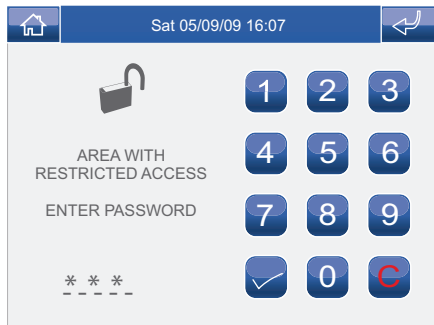 Sat 05/09/09 16:07
1 2 3
AREA WITH
RESTRICTED ACCESS
4 5 6
ENTER PASSWORD
7 8 9
* * *
0 C